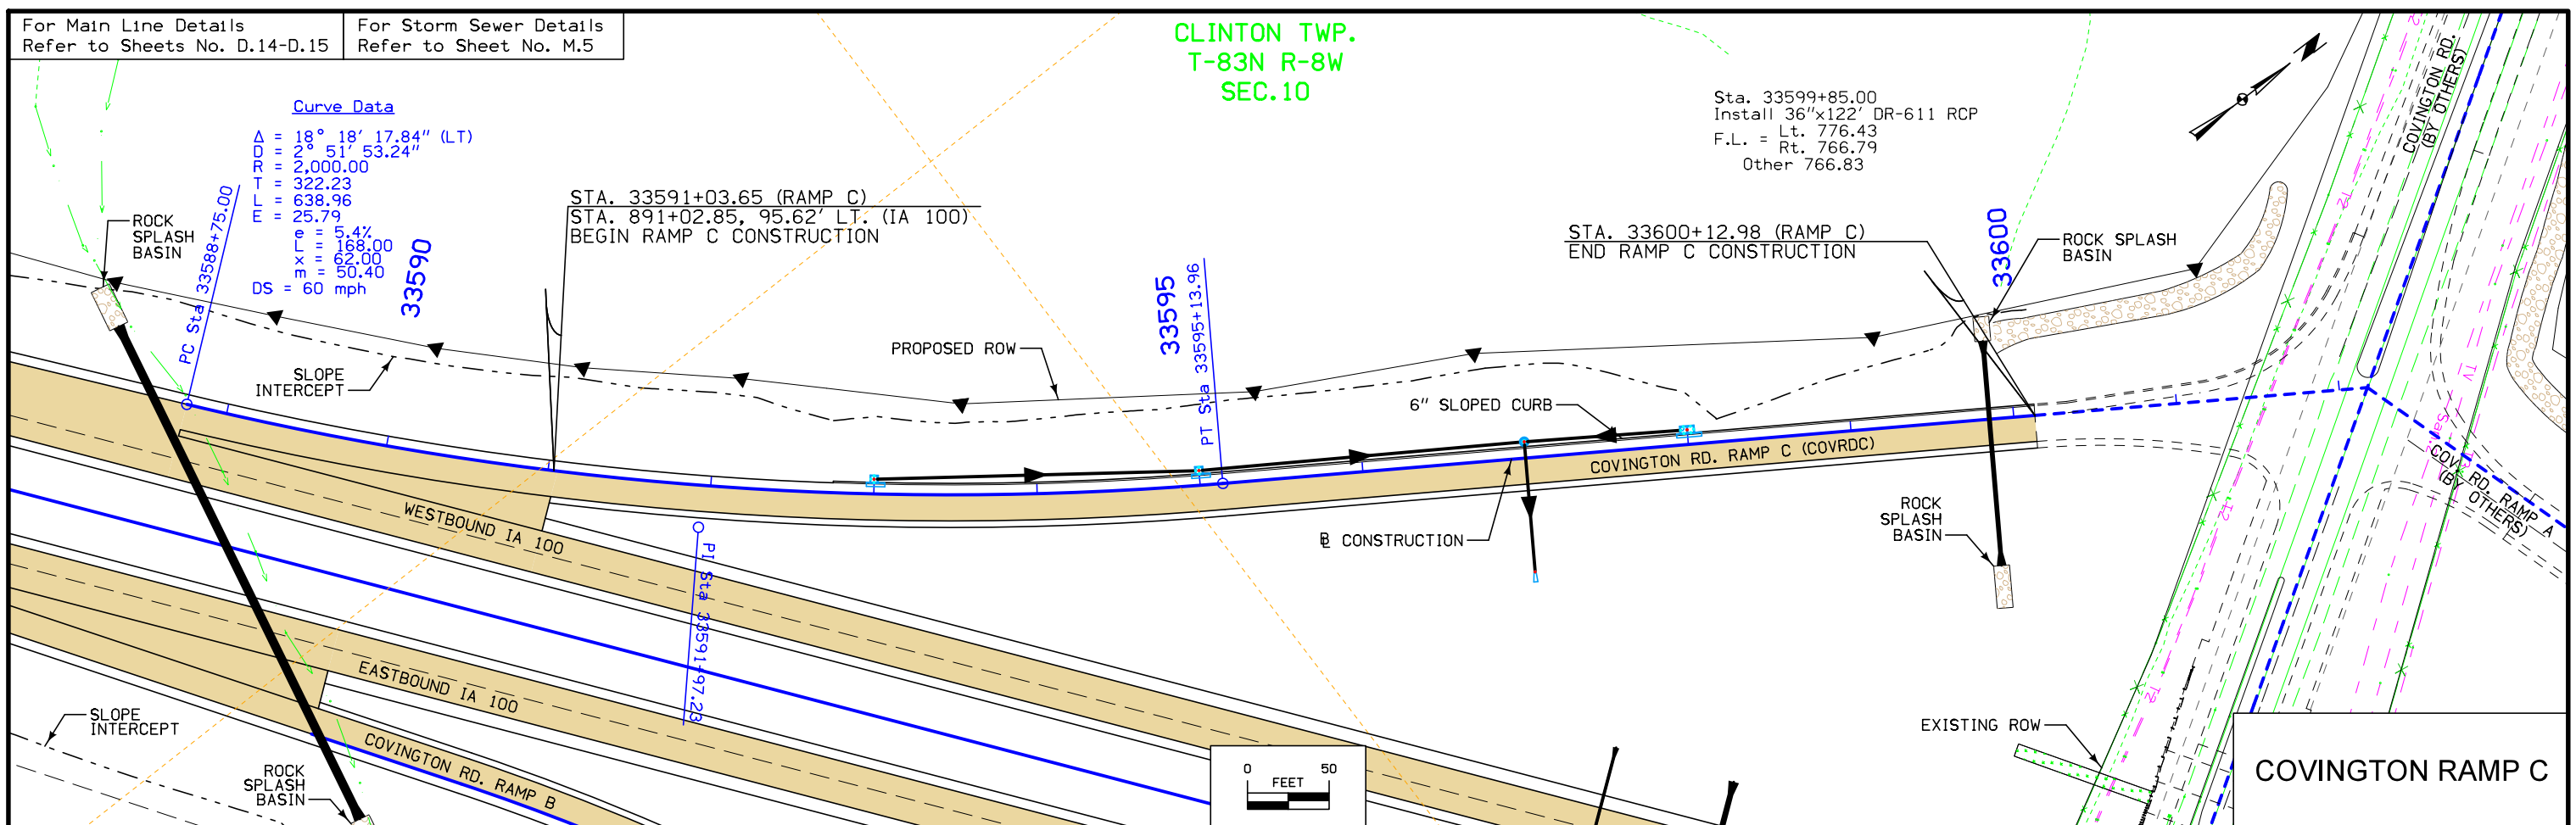 For Main Line Details
Refer to Sheets No. D.14-D.15
For Storm Sewer Details
Refer to Sheet No. M.5
CLINTON TWP.
T-83N R-8W
SEC.10
Curve Data
Δ = 18° 18' 17.84" (LT)
D = 2° 51' 53.24"
R = 2,000.00
T = 322.23
L = 638.96
E = 25.79
e = 5.4%
L = 168.00
x = 62.00
m = 50.40
DS = 60 mph
ROCK
SPLASH
BASIN
PC Sta 33588+75.00
33590
STA. 33591+03.65 (RAMP C)
STA. 891+02.85, 95.62' LT. (IA 100)
BEGIN RAMP C CONSTRUCTION
Sta. 33599+85.00
Install 36"x122' DR-611 RCP
F.L. = Lt. 776.43
Rt. 766.79
Other 766.83
STA. 33600+12.98 (RAMP C)
END RAMP C CONSTRUCTION
33600
ROCK SPLASH
BASIN
COVINGTON RD.
(BY OTHERS)
N
33595
PT Sta 33595+13.96
PROPOSED ROW
SLOPE
INTERCEPT
6" SLOPED CURB
COVINGTON RD. RAMP C (COVRDC)
WESTBOUND IA 100
BL CONSTRUCTION
ROCK
SPLASH
BASIN
COV. RD. RAMP A
(BY OTHERS)
T2
T2
T2
TV
San
PI Sta 33591+97.23
EASTBOUND IA 100
SLOPE
INTERCEPT
COVINGTON RD. RAMP B
ROCK
SPLASH
BASIN
EXISTING ROW
0 50
FEET
COVINGTON RAMP C